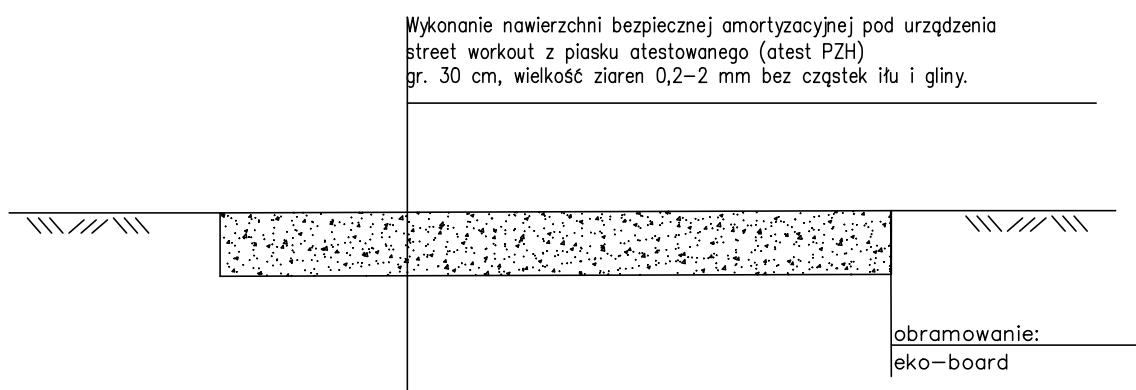 Wykonanie nawierzchni bezpiecznej amortyzacyjnej pod urządzenia
street workout z piasku atestowanego (atest PZH)
gr. 30 cm, wielkość ziaren 0,2-2 mm bez cząstek iłu i gliny.
obramowanie:
eko-board